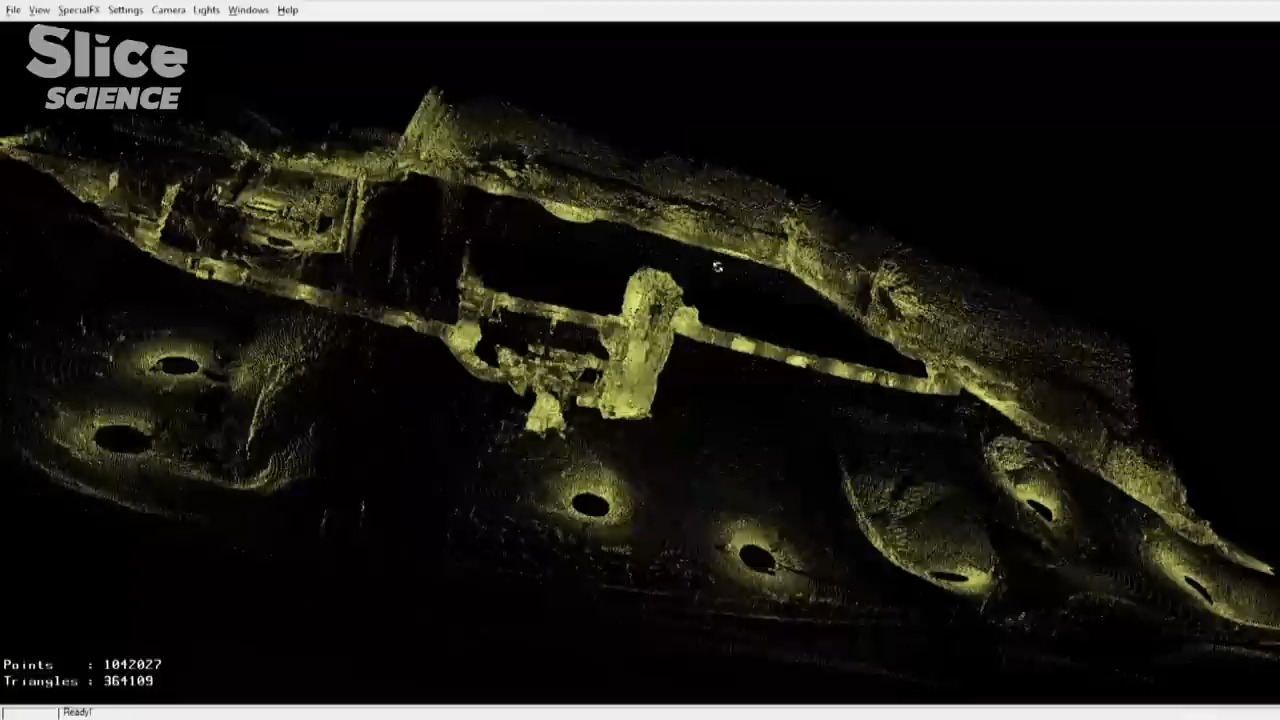 File View SpecialFX Settings Camera Lights Windows Help
Slice
SCIENCE
Points : 1042027
Triangles : 364109
Ready!